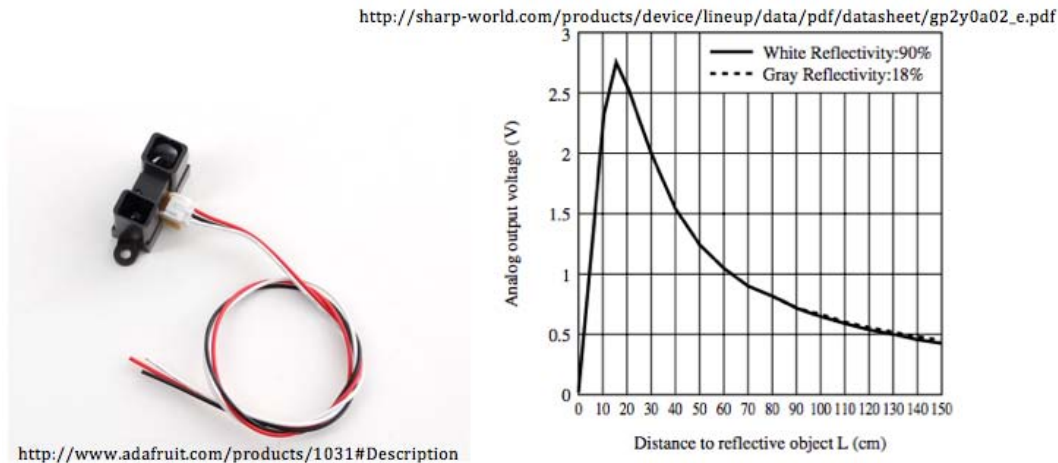 http://sharp-world.com/products/device/lineup/data/pdf/datasheet/gp2y0a02_e.pdf
3
White Reflectivity:90%
Gray Reflectivity:18%
2.5
2
1.5
1
0.5
0
Analog output voltage (V)
0 10 20 30 40 50 60 70 80 90 100 110 120 130 140 150
Distance to reflective object L (cm)
http://www.adafruit.com/products/1031#Description